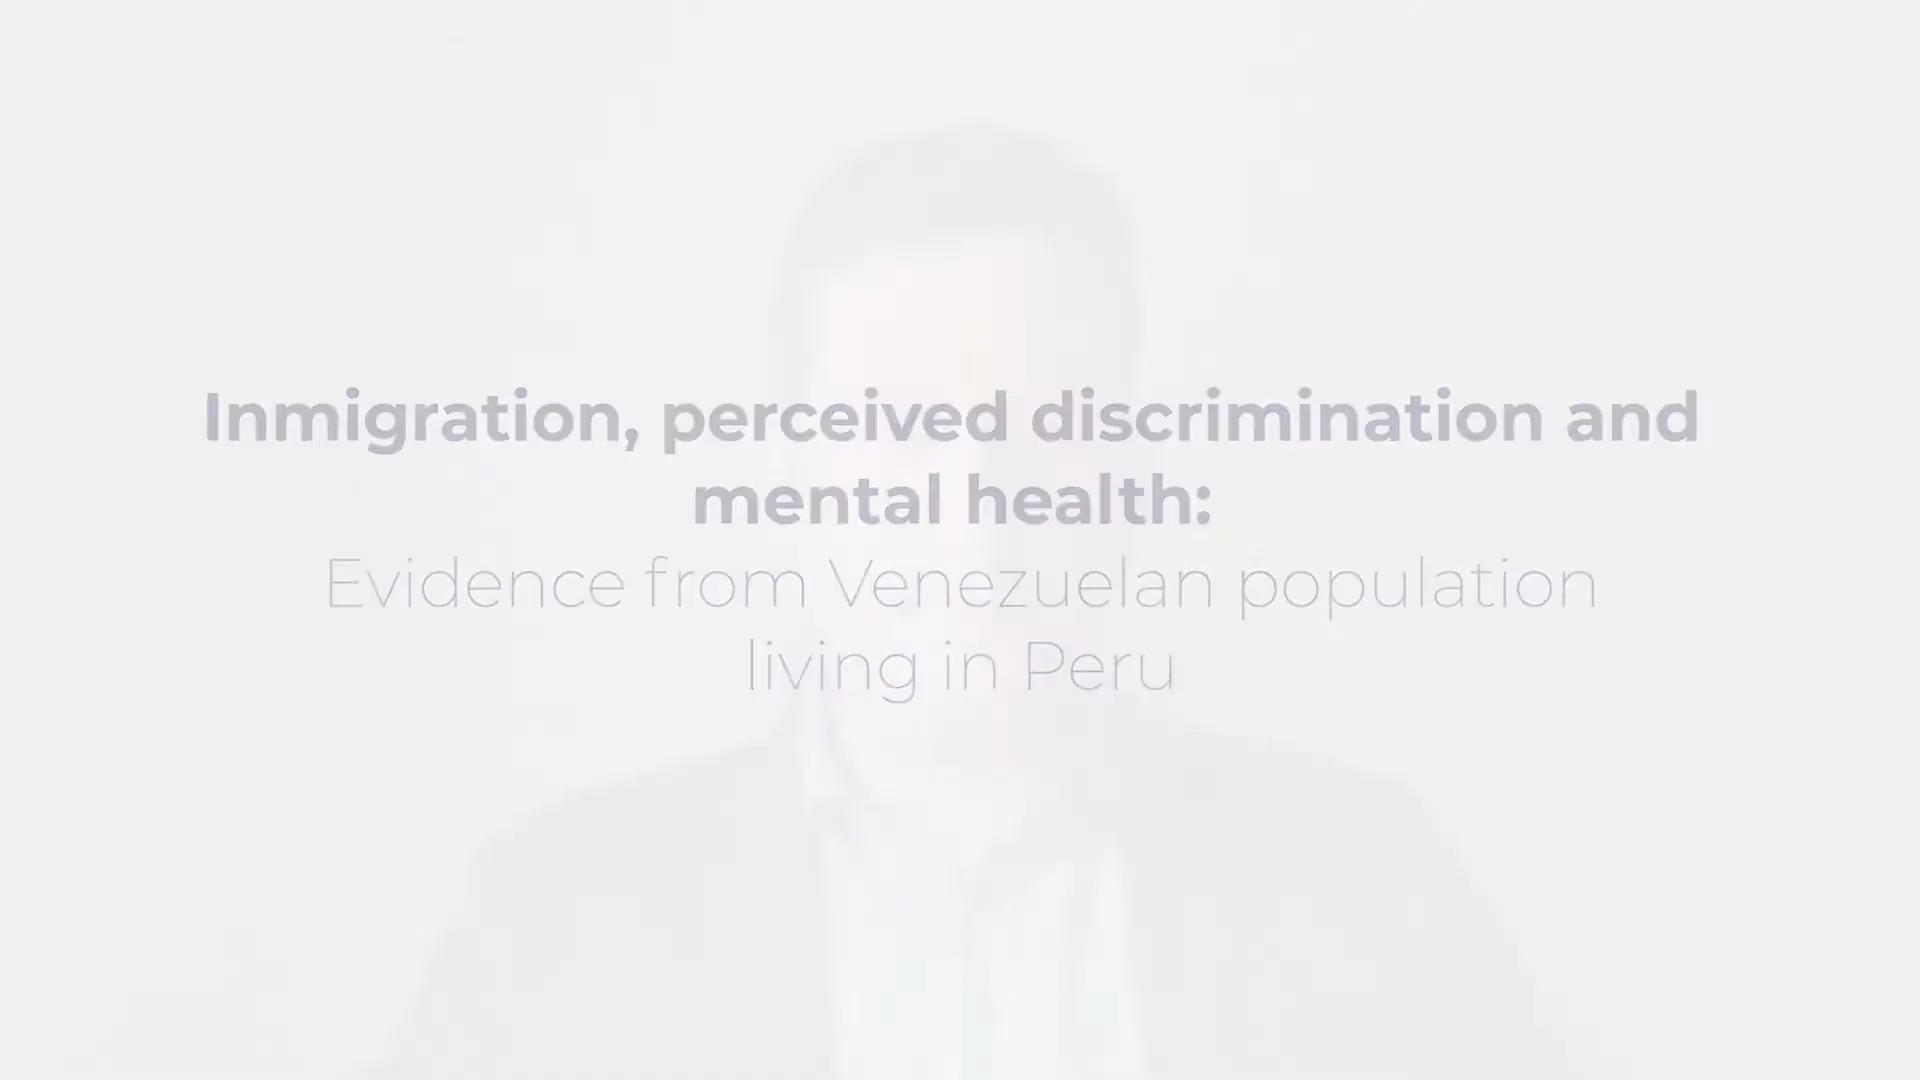 Inmigration, perceived discrimination and
mental health:
Evidence from Venezuelan population
living in Peru